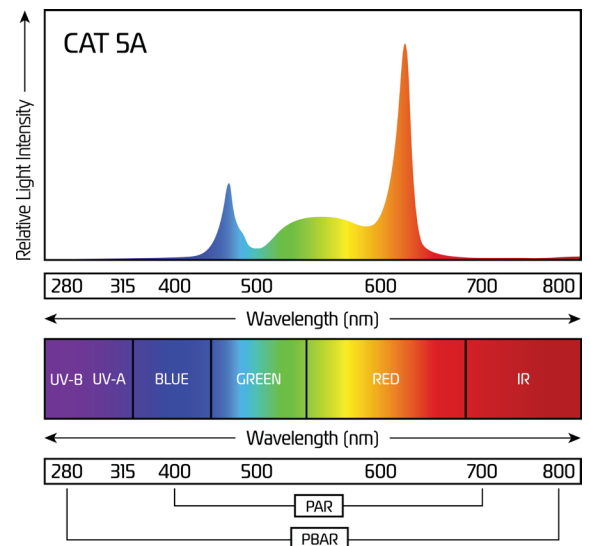 CAT 5A
Relative Light Intensity
280 315 400 500 600 700 800
Wavelength (nm)
UV-B UV-A BLUE GREEN RED IR
Wavelength (nm)
280 315 400 500 600 700 800
PAR
PBAR